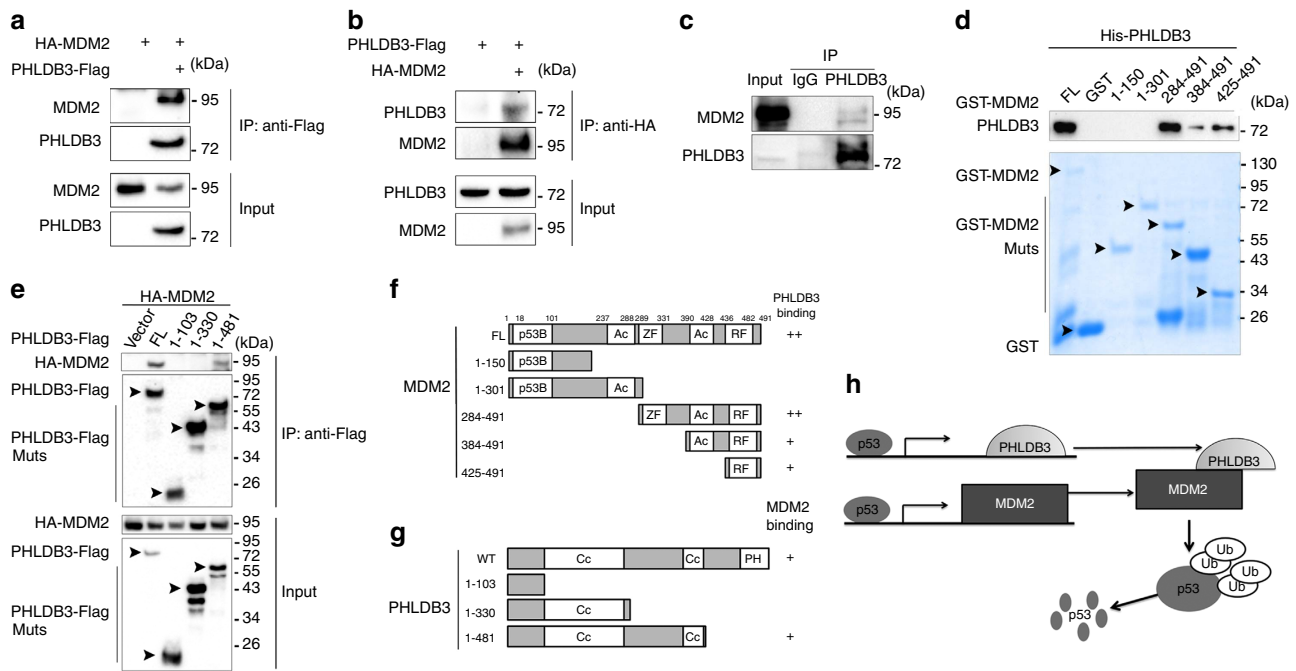 a
HA-MDM2 + +
PHLDB3-Flag + (kDa)
MDM2 - 95
PHLDB3 - 72
IP: anti-Flag
MDM2 - 95
PHLDB3 - 72
Input
b
PHLDB3-Flag + +
HA-MDM2 + (kDa)
PHLDB3 - 72
MDM2 - 95
IP: anti-HA
PHLDB3 - 72
MDM2 - 95
Input
c
IP
Input IgG PHLDB3
(kDa)
MDM2 - 95
PHLDB3 - 72
d
His-PHLDB3
GST-MDM2 FL GST 1-150 1-301 284-491 384-491 425-491
(kDa)
PHLDB3 - 72
GST-MDM2
GST-MDM2
Muts
GST
- 130
- 95
- 72
- 55
- 43
- 34
- 26
e
HA-MDM2
PHLDB3-Flag Vector FL 1-103 1-330 1-481
(kDa)
HA-MDM2 - 95
PHLDB3-Flag
PHLDB3-Flag
Muts
- 95
- 72
- 55
- 43
- 34
- 26
IP: anti-Flag
HA-MDM2 - 95
PHLDB3-Flag
PHLDB3-Flag
Muts
- 95
- 72
- 55
- 43
- 34
- 26
Input
f
PHLDB3
binding
1 18 101 237 288 289 331 390 428 436 482 491
MDM2
FL p53B Ac ZF Ac RF ++
1-150 p53B
1-301 p53B Ac
284-491 ZF Ac RF ++
384-491 Ac RF +
425-491 RF +
g
MDM2
binding
PHLDB3
WT Cc Cc PH +
1-103
1-330 Cc
1-481 Cc Cc +
h
p53 PHLDB3
PHLDB3
p53 MDM2 MDM2
Ub
Ub Ub
Ub
p53
p53